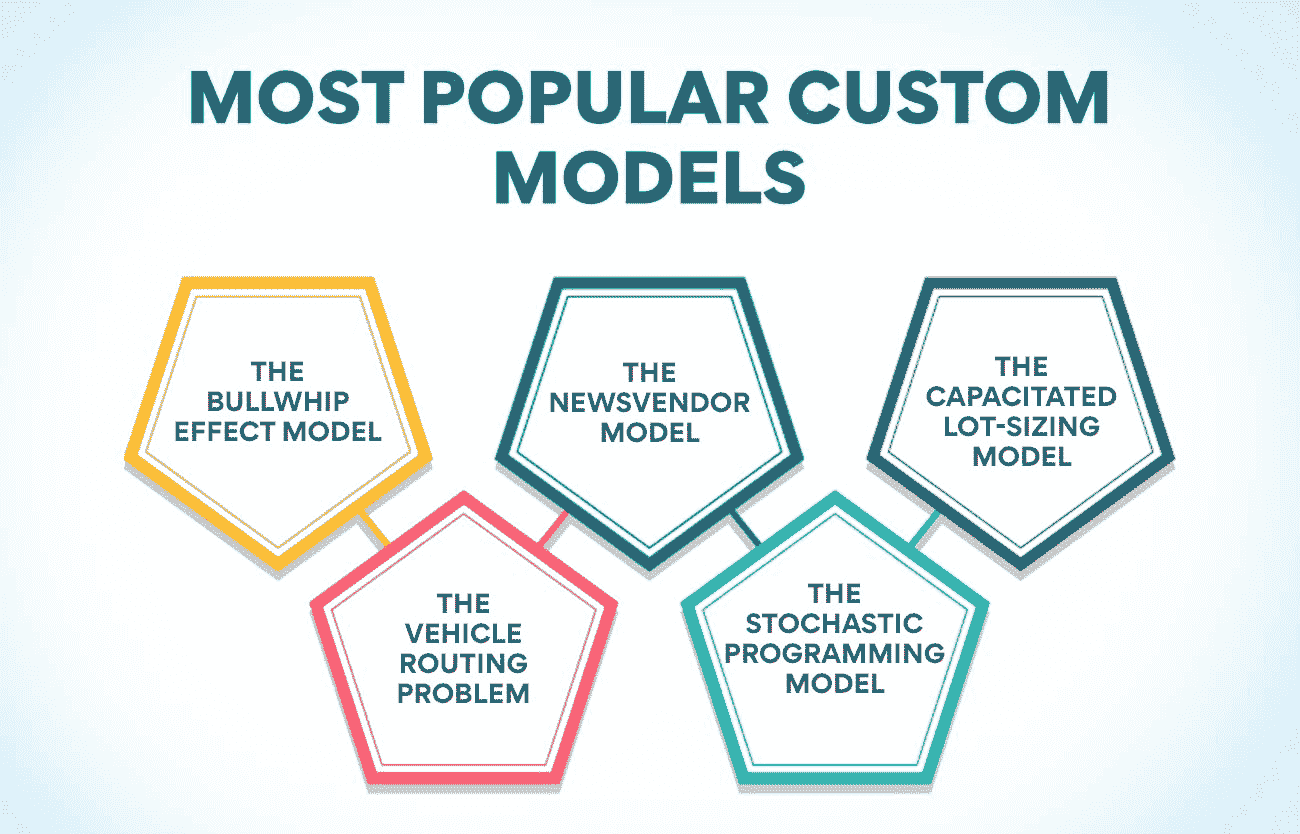 MOST POPULAR CUSTOM
MODELS
THE
BULLWHIP
EFFECT MODEL
THE
VEHICLE
ROUTING
PROBLEM
THE
NEWSVENDOR
MODEL
THE
STOCHASTIC
PROGRAMMING
MODEL
THE
CAPACITATED
LOT-SIZING
MODEL